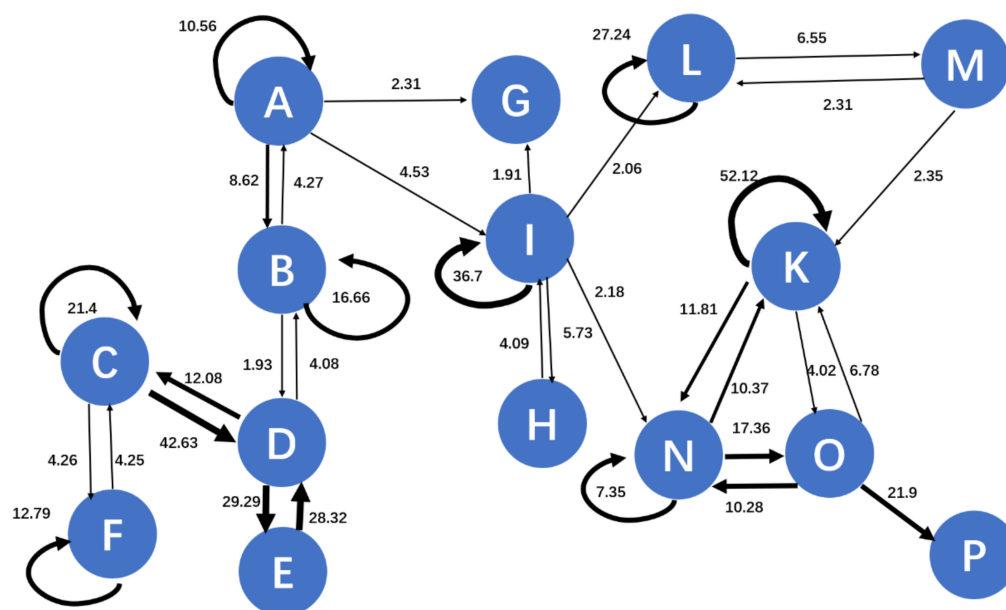 10.56
A
2.31
G
27.24
L
6.55
M
2.31
8.62
4.27
4.53
1.91
2.06
52.12
2.35
B
16.66
I
36.7
K
21.4
C
1.93
4.08
4.09
5.73
2.18
11.81
4.02
6.78
12.08
10.37
42.63
D
H
N
17.36
O
4.26
4.25
7.35
10.28
21.9
12.79
F
29.29
28.32
E
P